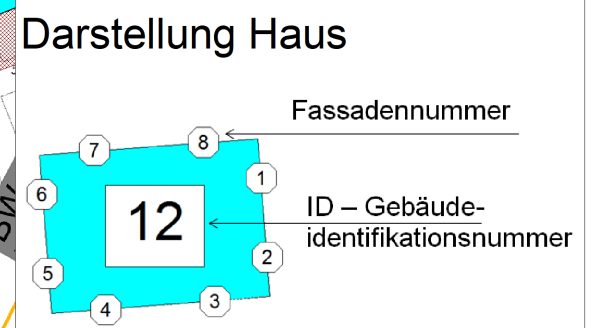 Darstellung Haus
Fassadennummer
8
7
1
6
12
ID – Gebäude-
identifikationsnummer
2
5
3
4